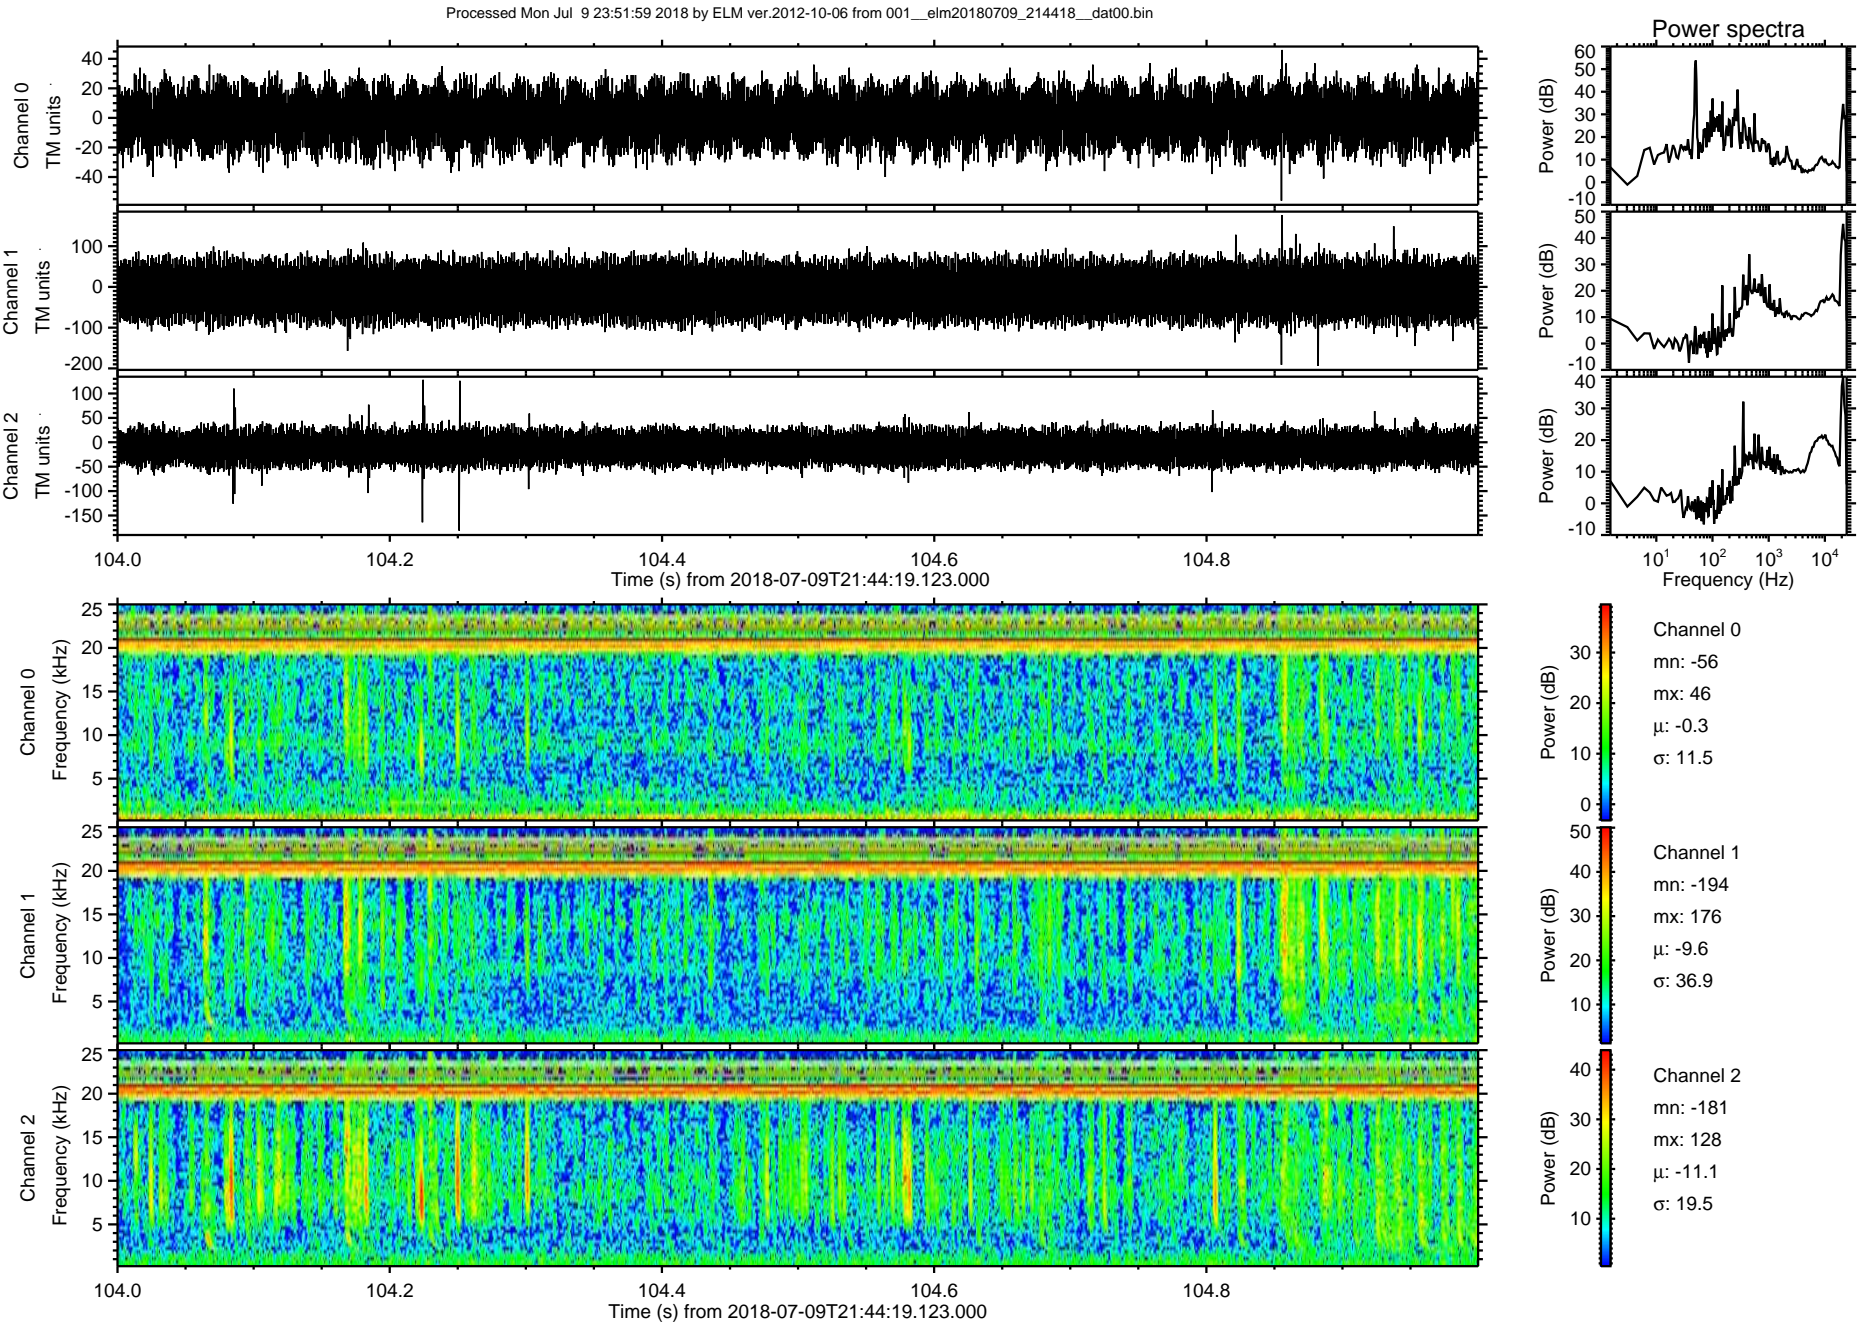 Processed Mon Jul  9 23:51:59 2018 by ELM ver.2012-10-06 from 001__elm20180709_214418__dat00.bin
Power spectra
Channel 0
TM units
40
20
0
-20
-40
Power (dB)
60
50
40
30
20
10
0
-10
Channel 1
TM units
100
0
-100
-200
Power (dB)
50
40
30
20
10
0
-10
Channel 2
TM units
100
50
0
-50
-100
-150
Power (dB)
40
30
20
10
0
-10
104.0 104.2 104.4 104.6 104.8
Time (s) from 2018-07-09T21:44:19.123.000
10¹ 10² 10³ 10⁴
Frequency (Hz)
Channel 0
Frequency (kHz)
25
20
15
10
5
Power (dB)
30
20
10
0
Channel 0
mn: -56
mx: 46
μ: -0.3
σ: 11.5
Channel 1
Frequency (kHz)
25
20
15
10
5
Power (dB)
50
40
30
20
10
Channel 1
mn: -194
mx: 176
μ: -9.6
σ: 36.9
Channel 2
Frequency (kHz)
25
20
15
10
5
Power (dB)
40
30
20
10
Channel 2
mn: -181
mx: 128
μ: -11.1
σ: 19.5
104.0 104.2 104.4 104.6 104.8
Time (s) from 2018-07-09T21:44:19.123.000